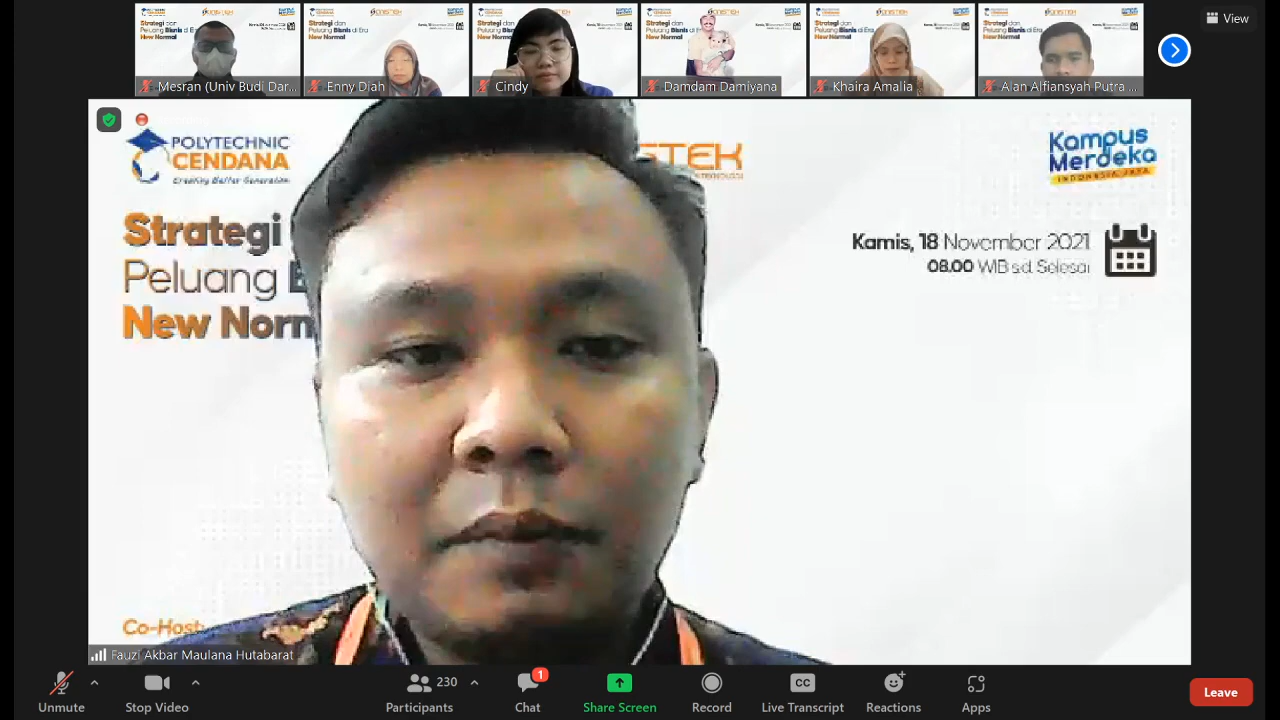 View
Mesran (Univ Budi Dar...
Enny Diah
Cindy
Damdam Damiyana
Khaira Amalia
Alan Alfiansyah Putra ...
POLYTECHNIC
CENDANA
Creating Better Generation
STEK
Kampus
Merdeka
INDONESIA JAYA
Strategi
Peluang B
New Norm
Kamis, 18 November 2021
08.00 WIB s.d. Selesai
Co-Host:
Fauzi Akbar Maulana Hutabarat
Unmute
Stop Video
230
Participants
1
Chat
Share Screen
Record
CC
Live Transcript
Reactions
Apps
Leave